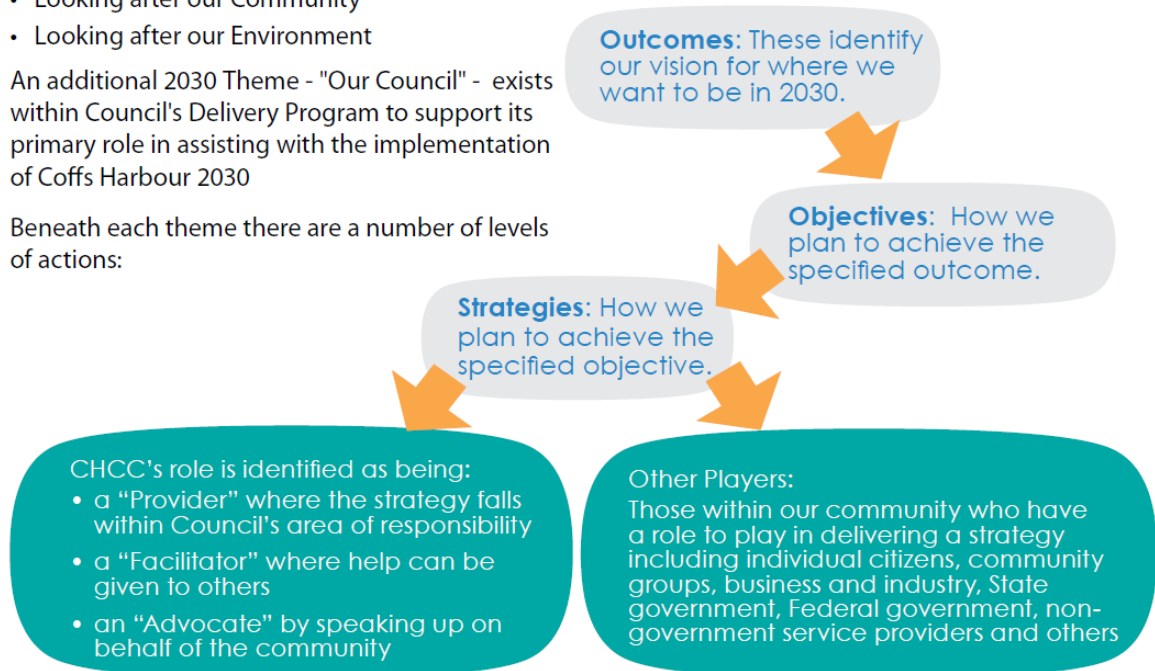 • Looking after our Community
• Looking after our Environment
An additional 2030 Theme - "Our Council" - exists
within Council's Delivery Program to support its
primary role in assisting with the implementation
of Coffs Harbour 2030
Beneath each theme there are a number of levels
of actions:
Outcomes: These identify
our vision for where we
want to be in 2030.
Objectives: How we
plan to achieve the
specified outcome.
Strategies: How we
plan to achieve the
specified objective.
CHCC's role is identified as being:
• a “Provider” where the strategy falls
within Council’s area of responsibility
• a “Facilitator” where help can be
given to others
• an “Advocate” by speaking up on
behalf of the community
Other Players:
Those within our community who have
a role to play in delivering a strategy
including individual citizens, community
groups, business and industry, State
government, Federal government, non-
government service providers and others